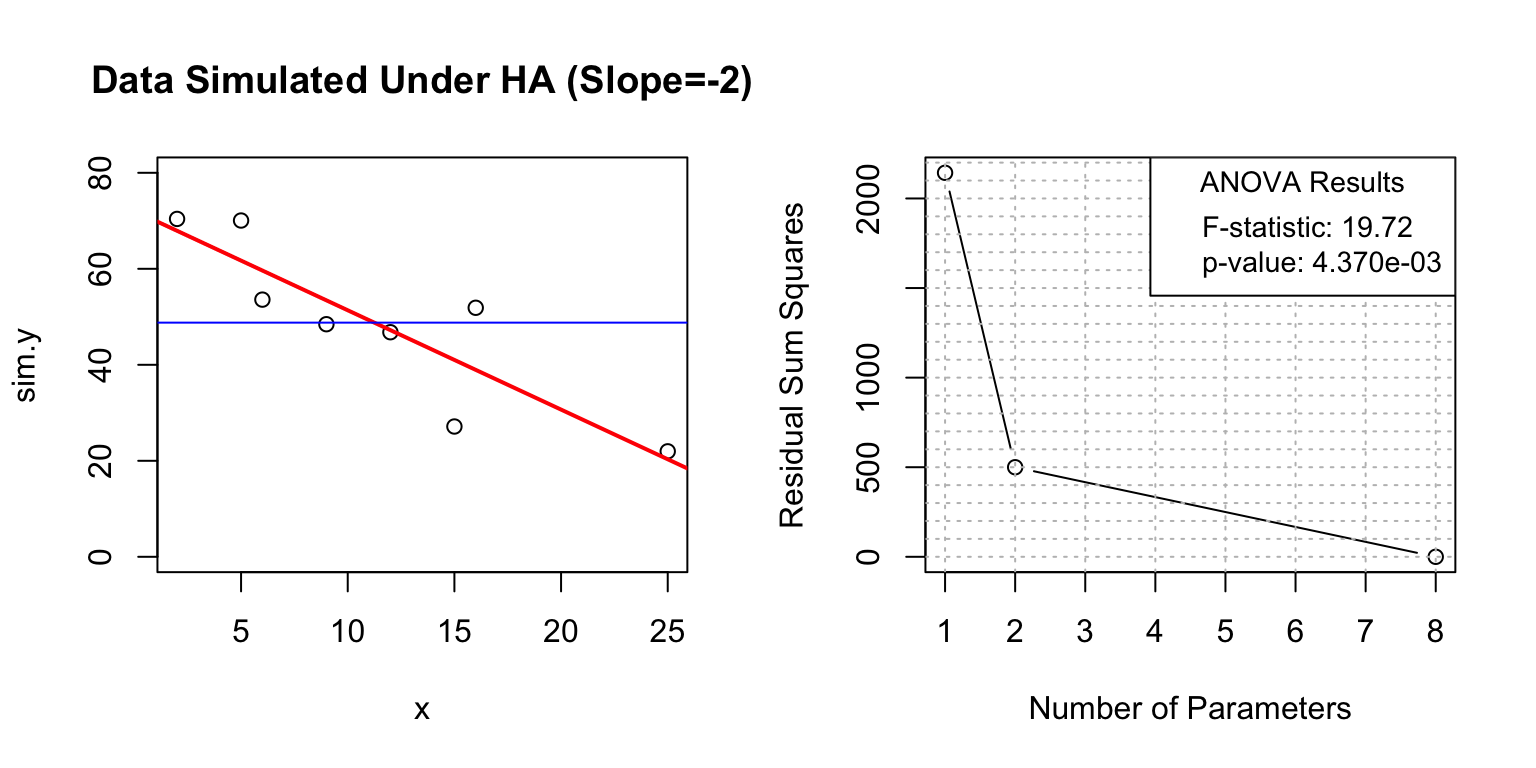 Data Simulated Under HA (Slope=-2)
sim.y
80
60
40
20
0
5 10 15 20 25
x
Residual Sum Squares
2000
1000
500
0
ANOVA Results
F-statistic: 19.72
p-value: 4.370e-03
1 2 3 4 5 6 7 8
Number of Parameters